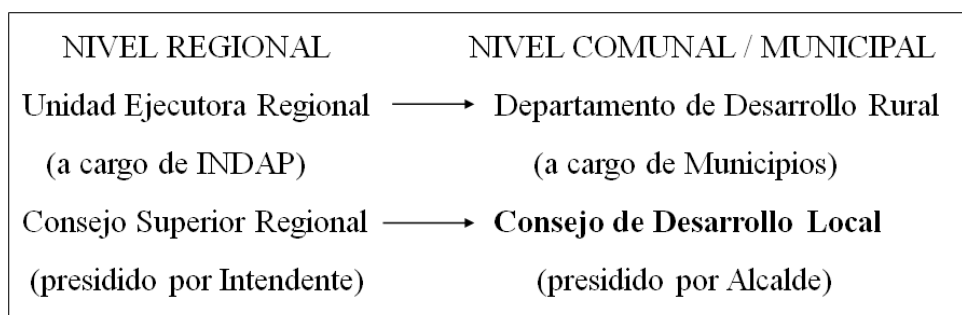 NIVEL REGIONAL NIVEL COMUNAL / MUNICIPAL
Unidad Ejecutora Regional Departamento de Desarrollo Rural
(a cargo de INDAP) (a cargo de Municipios)
Consejo Superior Regional Consejo de Desarrollo Local
(presidido por Intendente) (presidido por Alcalde)